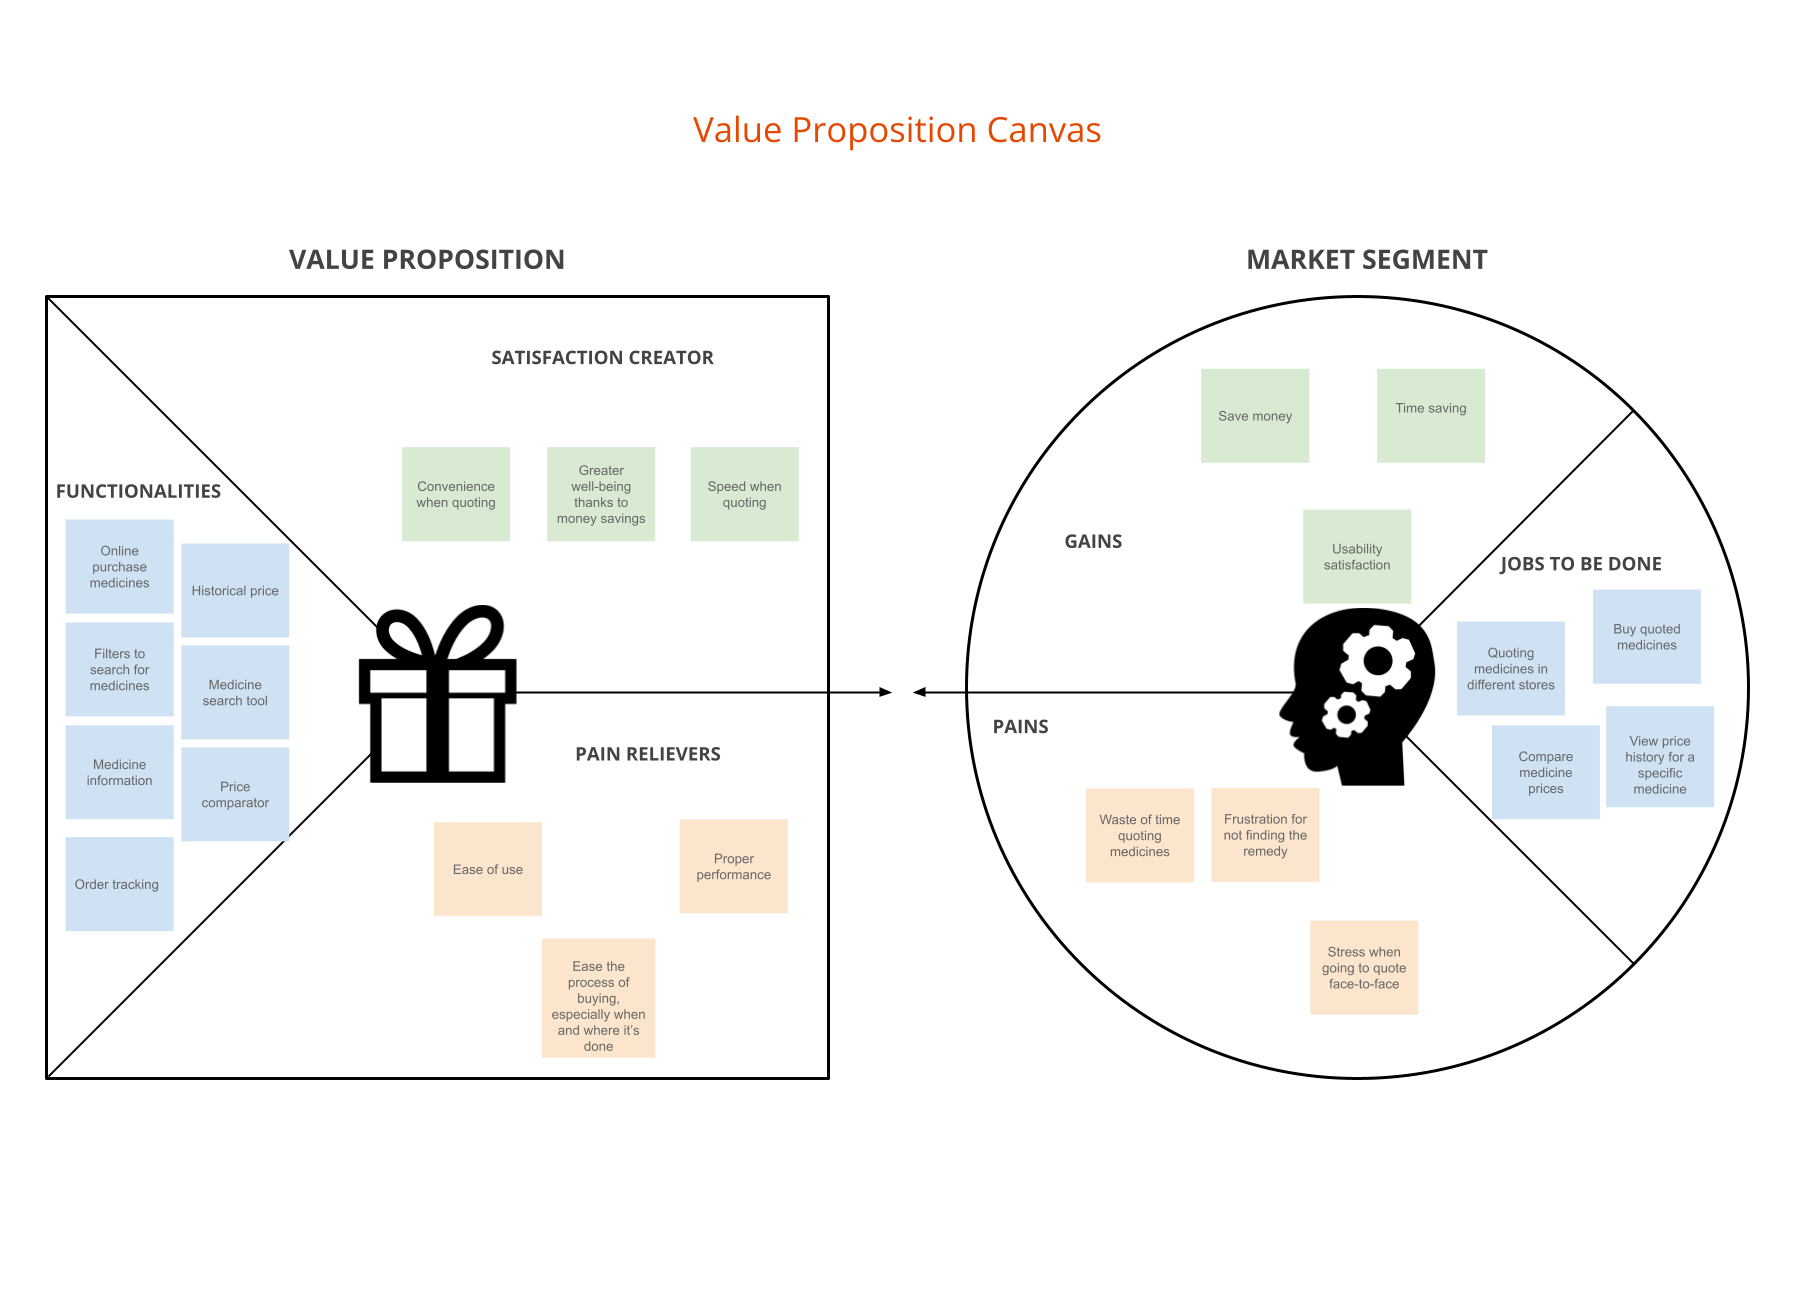 Value Proposition Canvas
VALUE PROPOSITION
SATISFACTION CREATOR
Convenience
when quoting
Greater
well-being
thanks to
money savings
Speed when
quoting
FUNCTIONALITIES
Online
purchase
medicines
Historical price
Filters to
search for
medicines
Medicine
search tool
Medicine
information
Price
comparator
Order tracking
PAIN RELIEVERS
Ease of use
Proper
performance
Ease the
process of
buying,
especially when
and where it’s
done
MARKET SEGMENT
Save money
Time saving
GAINS
Usability
satisfaction
JOBS TO BE DONE
Buy quoted
medicines
Quoting
medicines in
different stores
Compare
medicine
prices
View price
history for a
specific
medicine
PAINS
Waste of time
quoting
medicines
Frustration for
not finding the
remedy
Stress when
going to quote
face-to-face